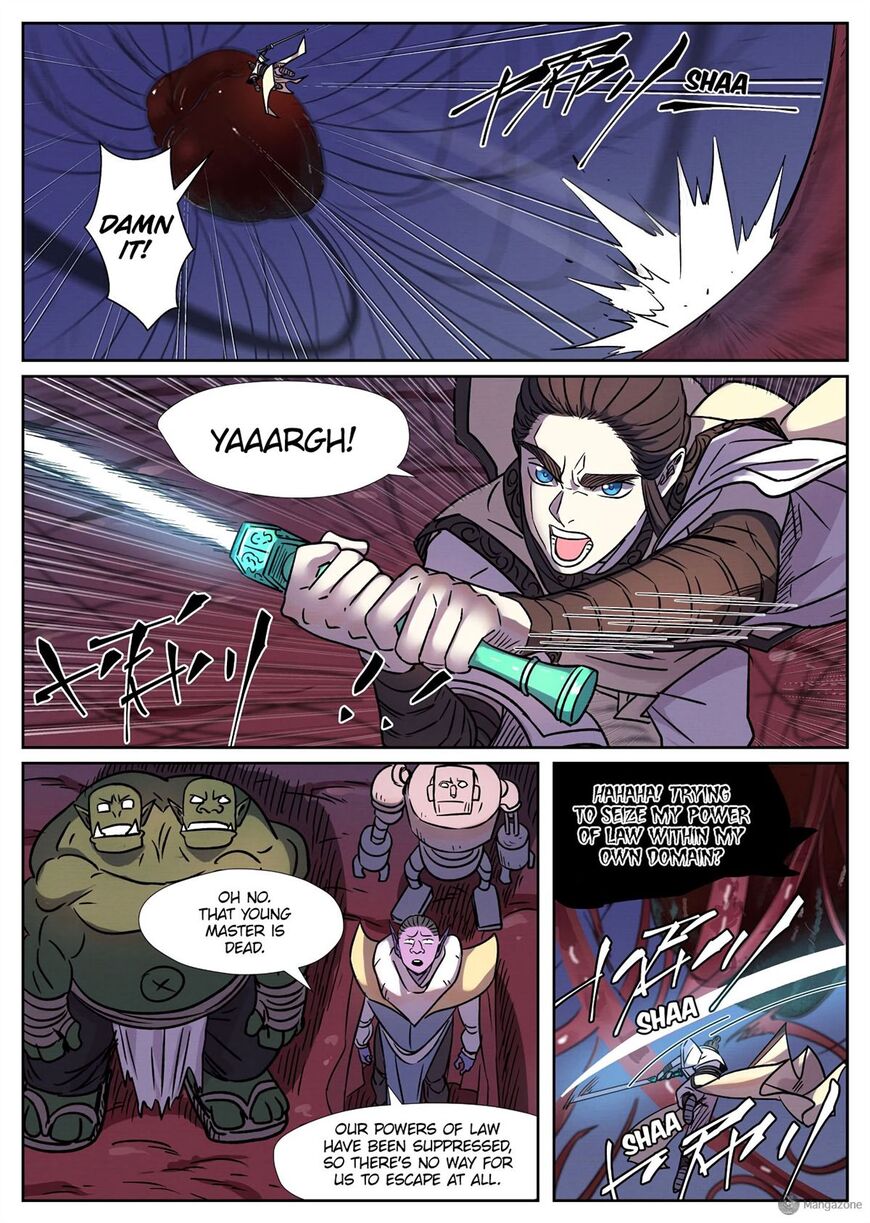 SHAA
DAMN
IT!
YAAARGH!
OH NO.
THAT YOUNG
MASTER IS
DEAD.
OUR POWERS OF LAW
HAVE BEEN SUPPRESSED,
SO THERE'S NO WAY FOR
US TO ESCAPE AT ALL.
HAHAHA! TRYING
TO SEIZE MY POWER
OF LAW WITHIN MY
OWN DOMAIN?
SHAA
SHAA
Mangazone